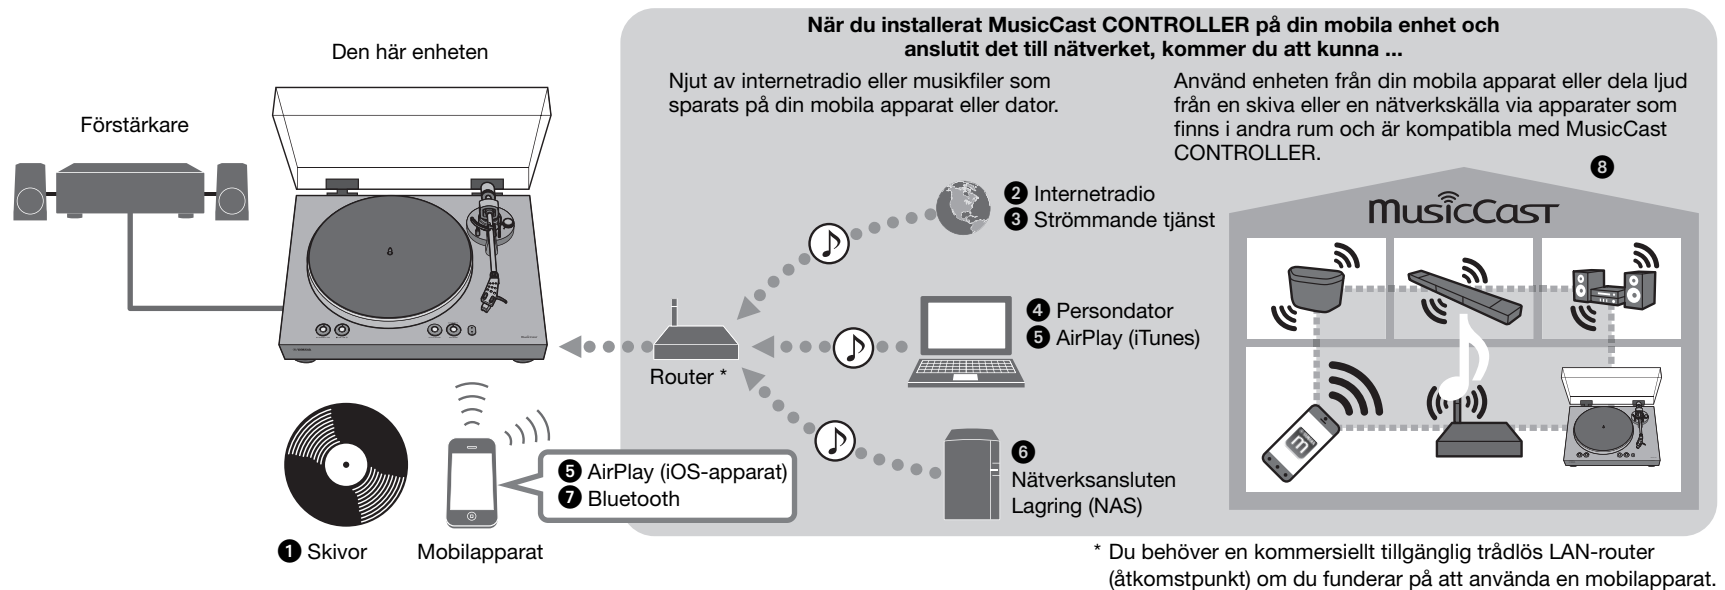 När du installerat MusicCast CONTROLLER på din mobila enhet och
anslutit det till nätverket, kommer du att kunna ...
Den här enheten
Förstärkare
Njut av internetradio eller musikfiler som
sparats på din mobila apparat eller dator.
Använd enheten från din mobila apparat eller dela ljud
från en skiva eller en nätverkskälla via apparater som
finns i andra rum och är kompatibla med MusicCast
CONTROLLER.
8
MusicCast
2 Internetradio
3 Strömmande tjänst
4 Persondator
5 AirPlay (iTunes)
Router *
6
Nätverksansluten
Lagring (NAS)
5 AirPlay (iOS-apparat)
7 Bluetooth
1 Skivor
Mobilapparat
* Du behöver en kommersiellt tillgänglig trådlös LAN-router
(åtkomstpunkt) om du funderar på att använda en mobilapparat.